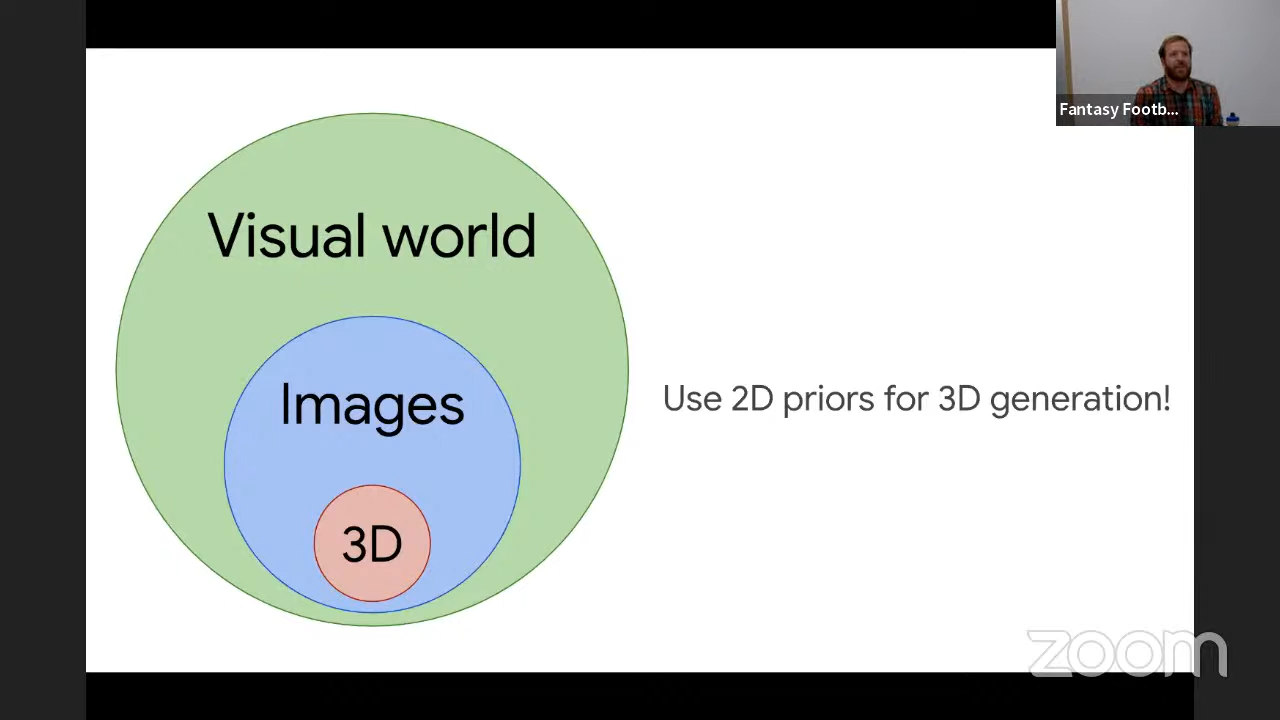 Fantasy Footb...
Visual world
Images
Use 2D priors for 3D generation!
3D
zoom